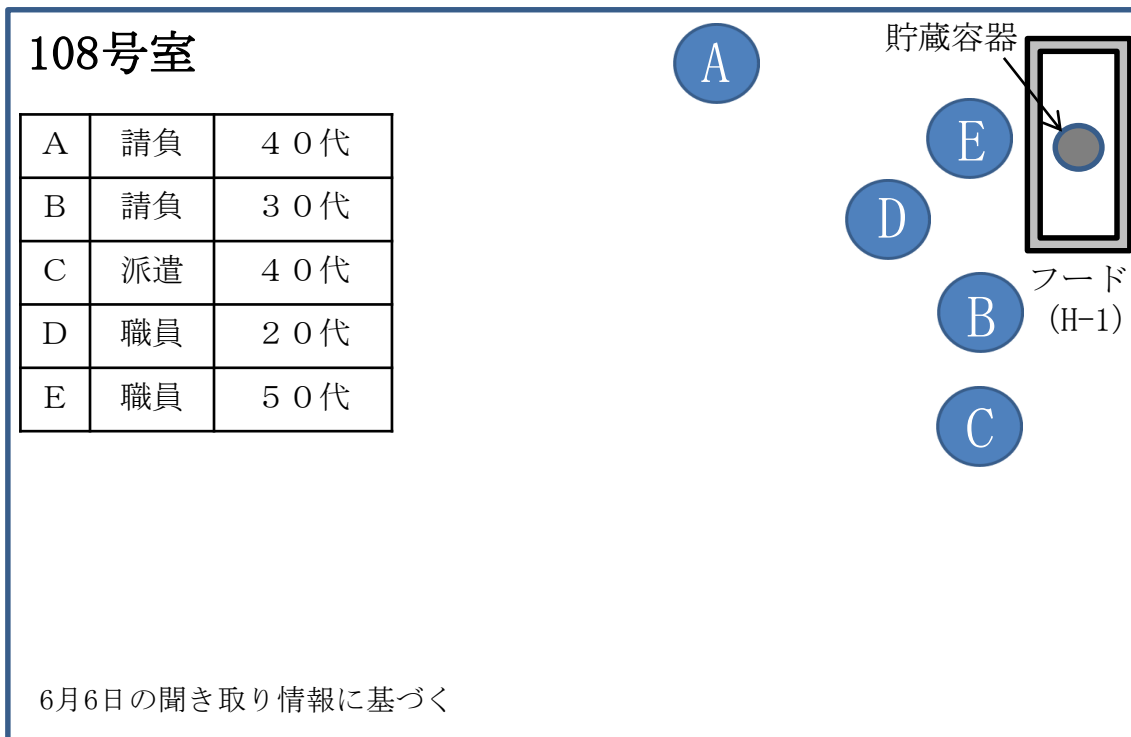 108号室
貯蔵容器
A 請負 ４０代
B 請負 ３０代
C 派遣 ４０代
D 職員 ２０代
E 職員 ５０代
A
E
D
B
C
フード
(H-1)
6月6日の聞き取り情報に基づく